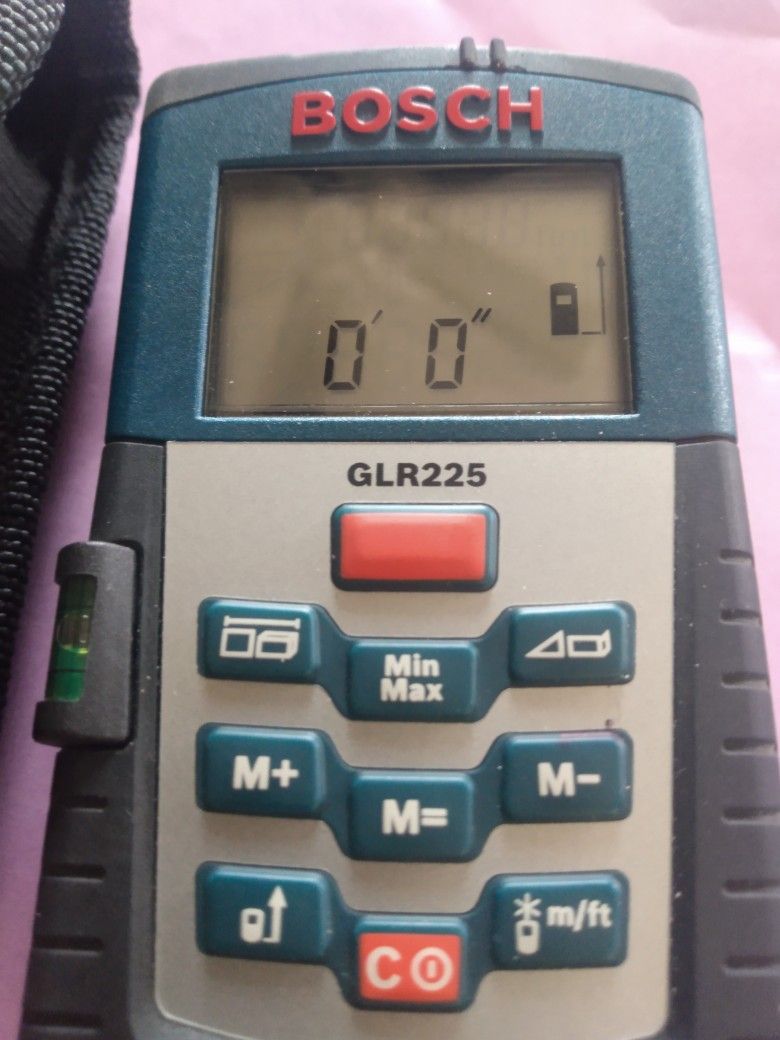 BOSCH
0' 0"
GLR225
Min
Max
M+
M=
M-
m/ft
C